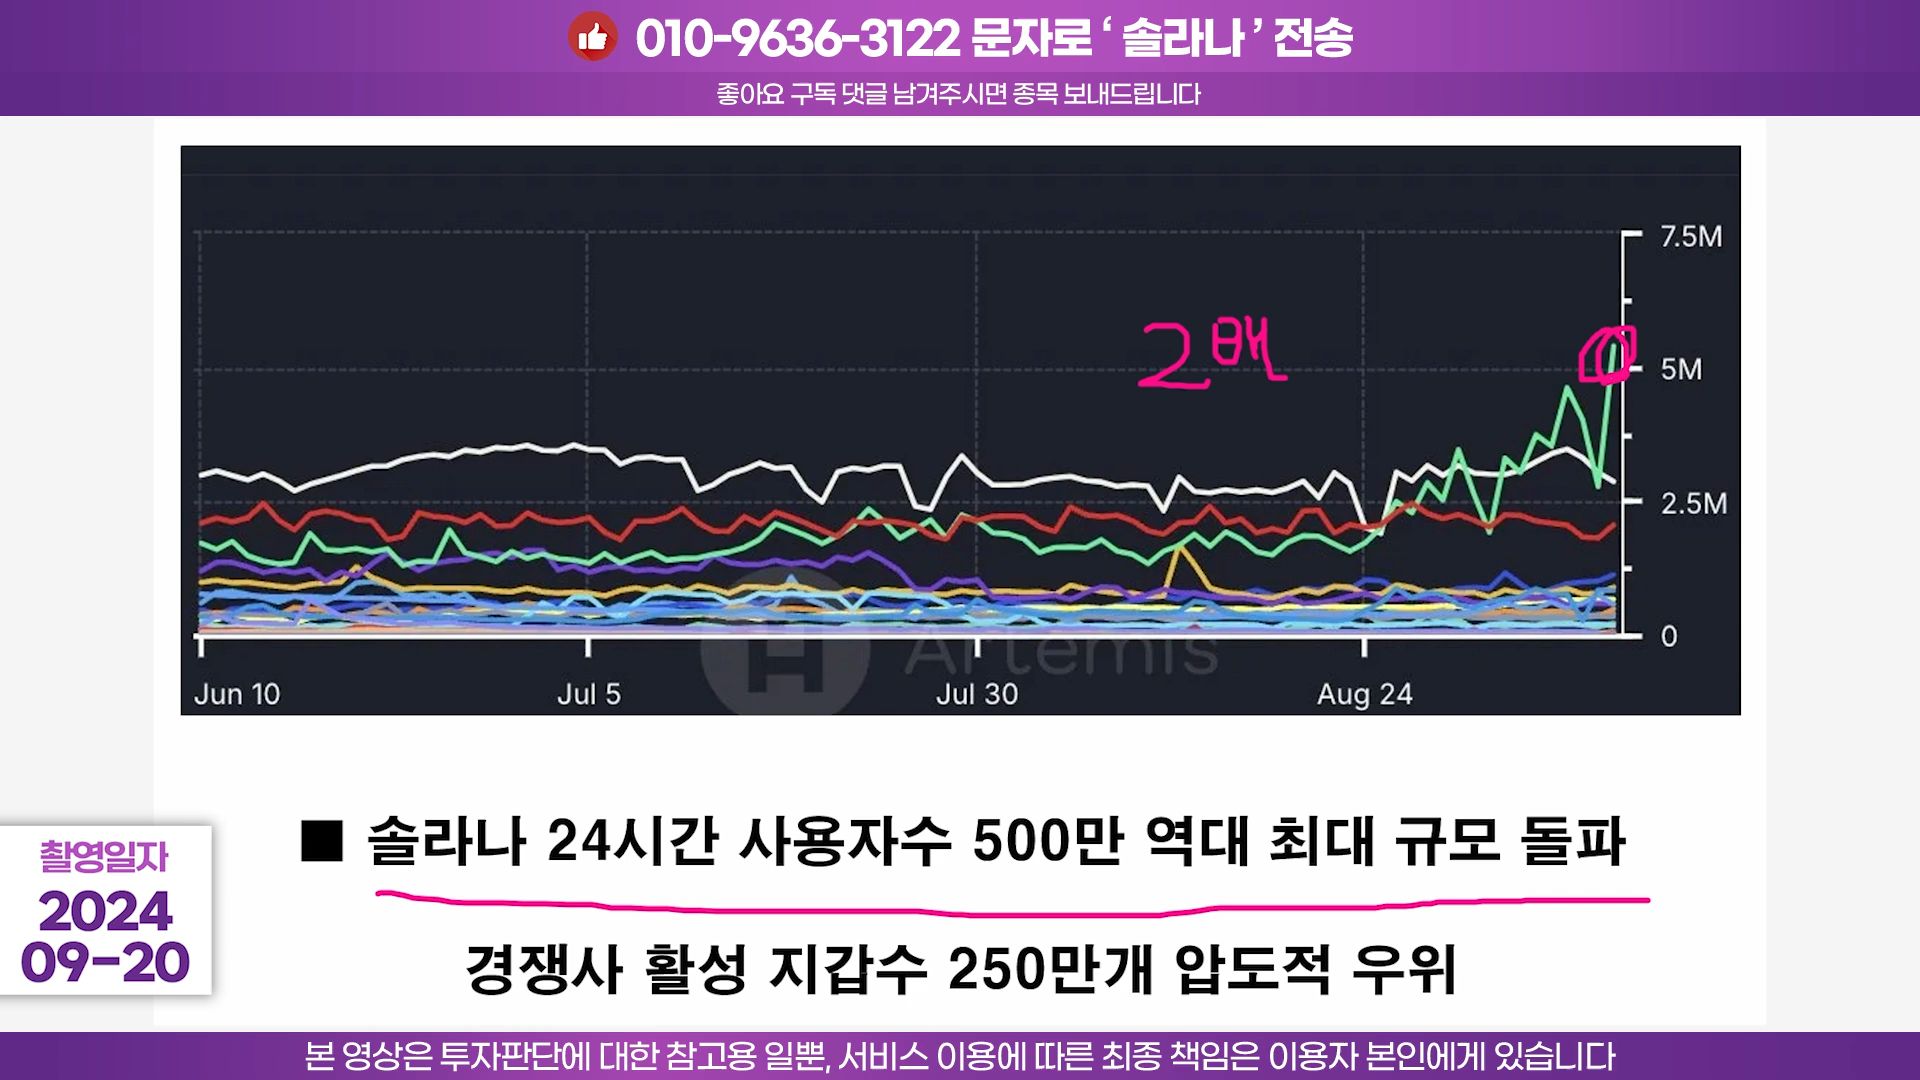 010-9636-3122 문자로 ‘ 솔라나 ’ 전송
좋아요 구독 댓글 남겨주시면 종목 보내드립니다
7.5M
2배
5M
2.5M
0
Artemis
Jun 10
Jul 5
Jul 30
Aug 24
■ 솔라나 24시간 사용자수 500만 역대 최대 규모 돌파
경쟁사 활성 지갑수 250만개 압도적 우위
촬영일자
2024
09-20
본 영상은 투자판단에 대한 참고용 일뿐, 서비스 이용에 따른 최종 책임은 이용자 본인에게 있습니다